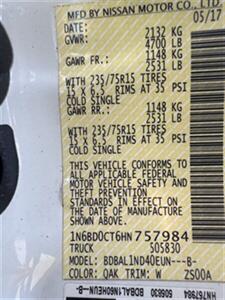 MFD BY NISSAN MOTOR CO., LTD.
05/17
GVWR: 2132 KG
4700 LB
GAWR FR: 1148 KG
2531 LB
WITH 235/75R15 TIRES
15 x 6.5 RIMS AT 35 PSI
COLD SINGLE
GAWR RR: 1148 KG
2531 LB
WITH 235/75R15 TIRES
15 x 6.5 RIMS AT 35 PSI
COLD SINGLE
THIS VEHICLE CONFORMS TO
ALL APPLICABLE FEDERAL
MOTOR VEHICLE SAFETY AND
THEFT PREVENTION
STANDARDS IN EFFECT ON
THE DATE OF MANUFACTURE
SHOWN ABOVE.
1N6BD0CT6HN757984
TRUCK 505830
MODEL: BDBAL1ND40EUN---B-
COLOR: QAK TRIM: W ZS00A
HN757984